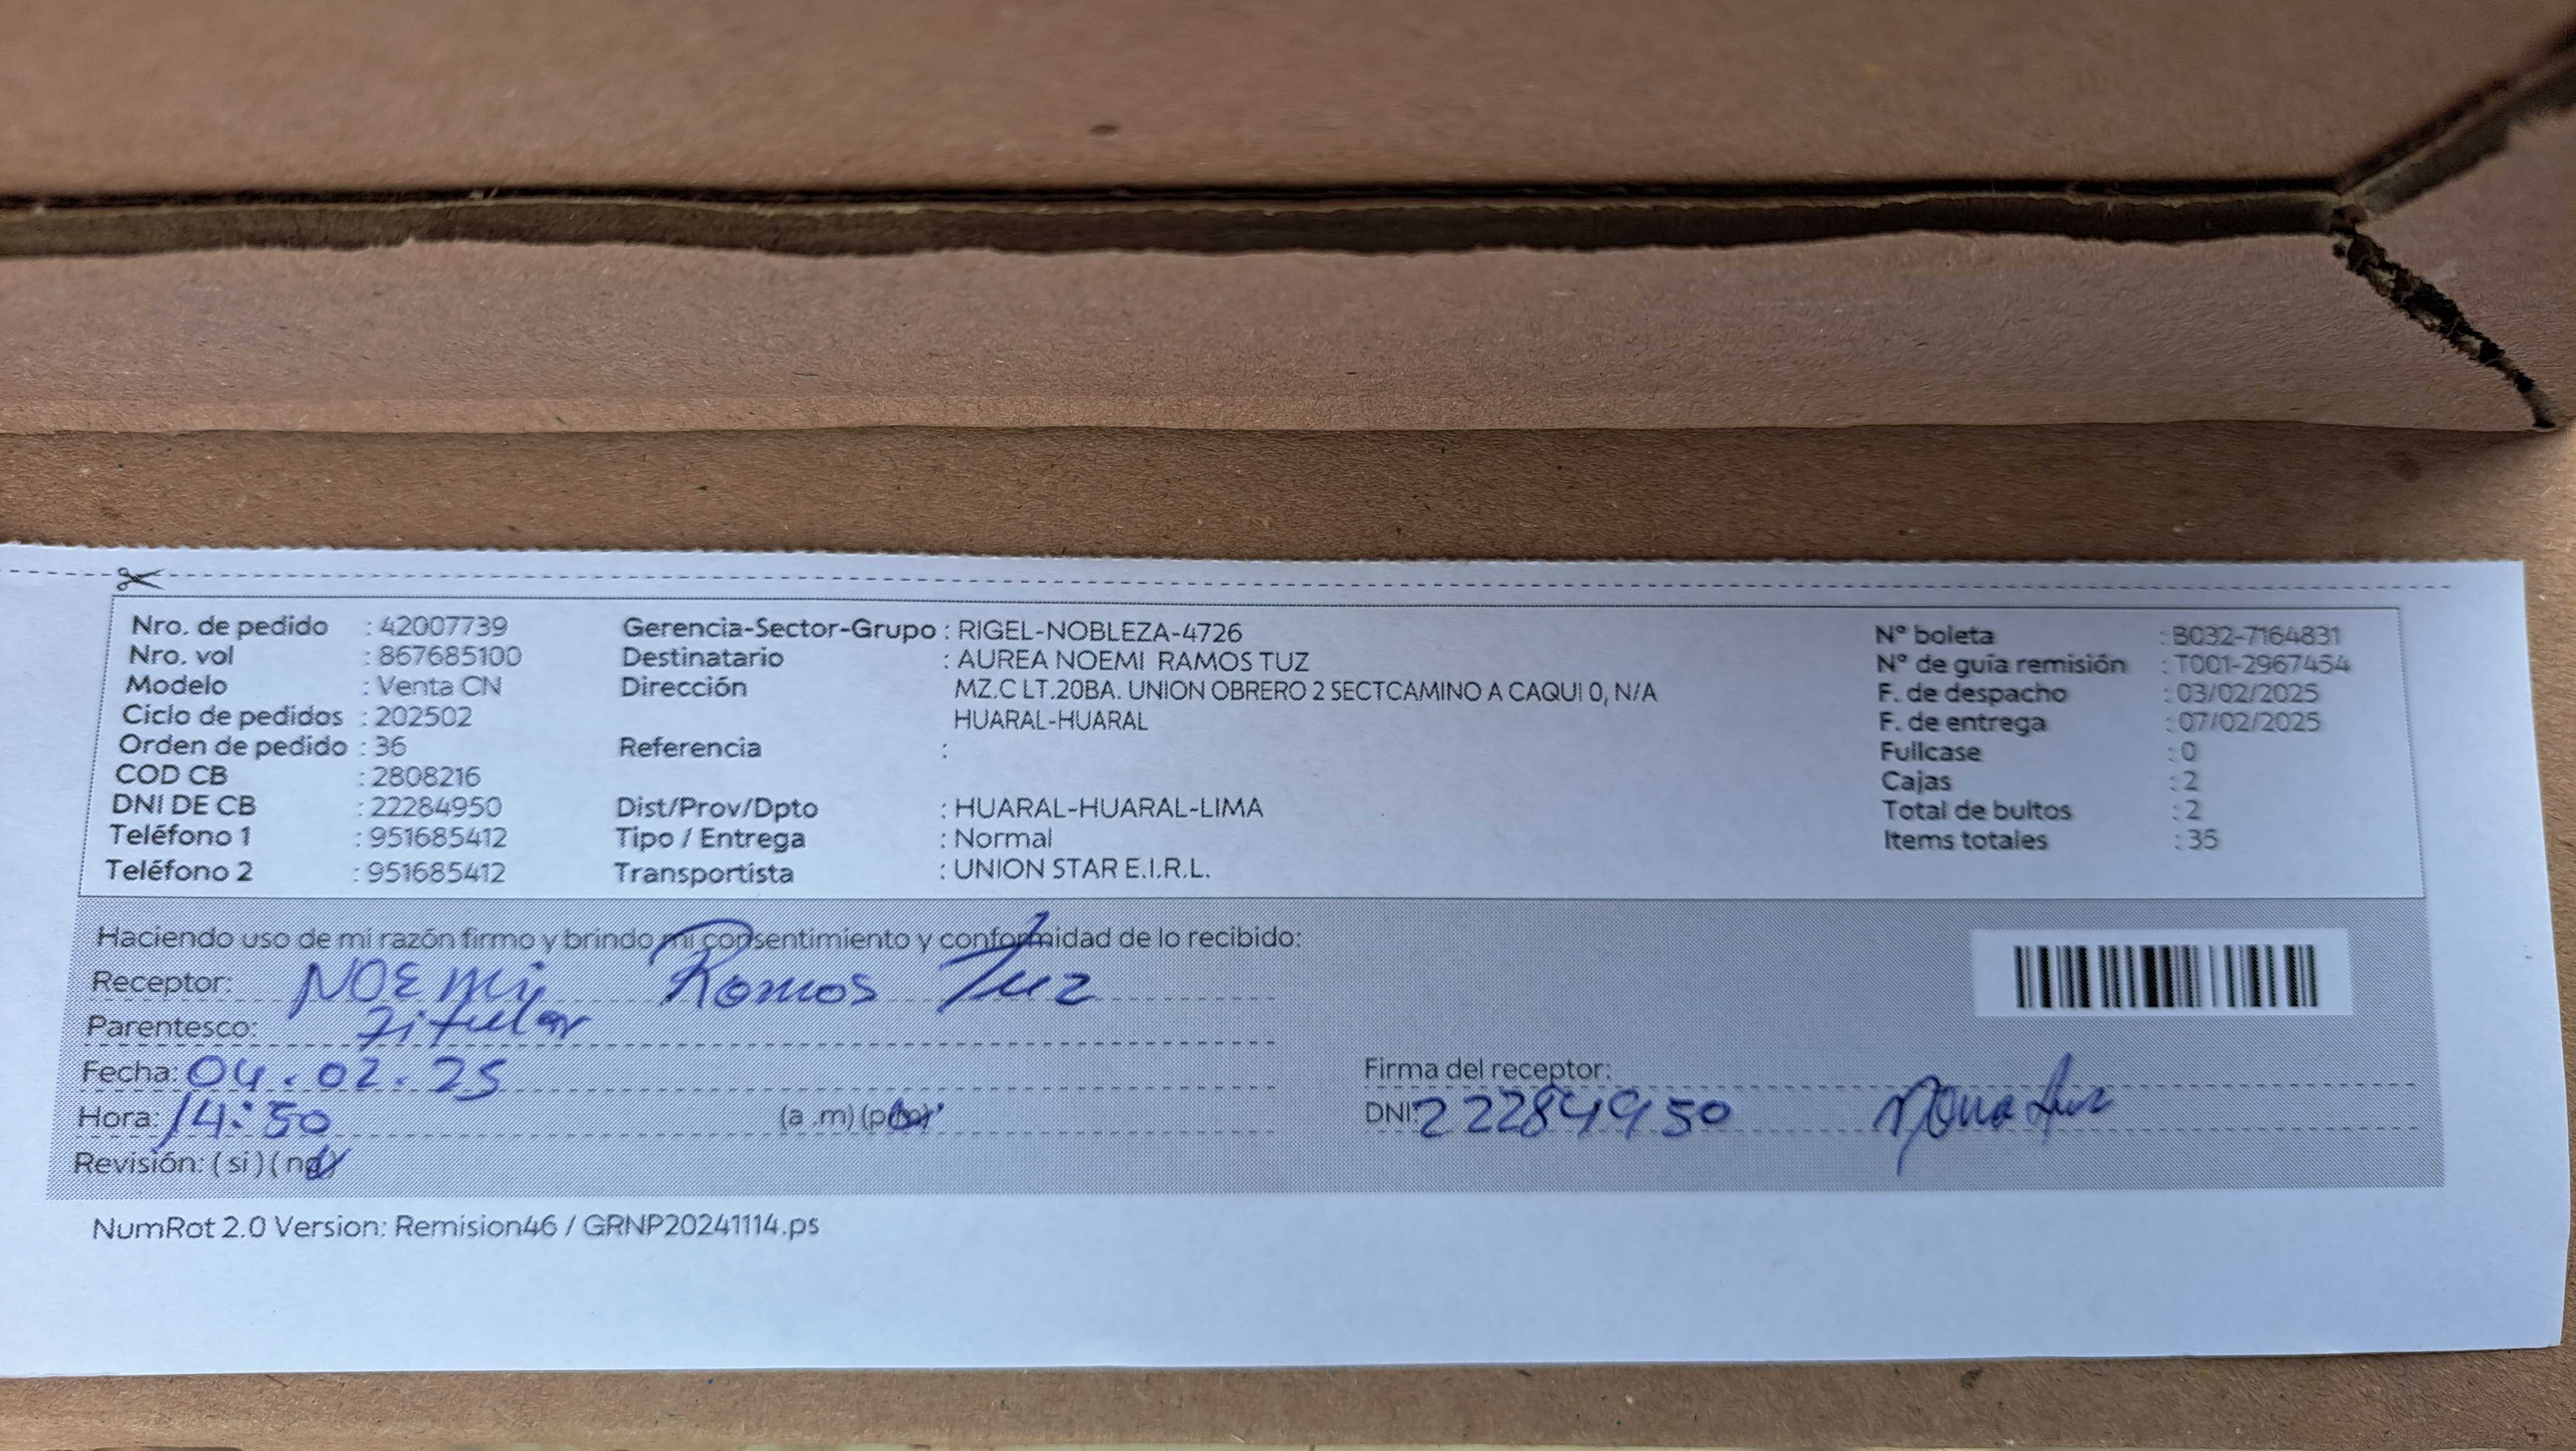 Nro. de pedido : 42007739 Gerencia-Sector-Grupo : RIGEL-NOBLEZA-4726 N° boleta : B032-7164831
Nro. vol : 867685100 Destinatario : AUREA NOEMI RAMOS TUZ N° de guía remisión : T001-2967454
Modelo : Venta CN Dirección MZ.C LT.20BA. UNION OBRERO 2 SECTCAMINO A CAQUI 0, N/A F. de despacho : 03/02/2025
Ciclo de pedidos : 202502 HUARAL-HUARAL F. de entrega : 07/02/2025
Orden de pedido : 36 Referencia : Fullcase : 0
COD CB : 2808216 Cajas : 2
DNI DE CB : 22284950 Dist/Prov/Dpto : HUARAL-HUARAL-LIMA Total de bultos : 2
Teléfono 1 : 951685412 Tipo / Entrega : Normal Items totales : 35
Teléfono 2 : 951685412 Transportista : UNION STAR E.I.R.L.
Haciendo uso de mi razón firmo y brindo mi consentimiento y conformidad de lo recibido:
Receptor: NOEMi Ramos Tuz
Parentesco: Titular
Fecha: 04.02.25 Firma del receptor:
Hora: 14:50 (a .m) (p.m) DNI: 22284950
Revisión: ( si ) ( no )
NumRot 2.0 Version: Remision46 / GRNP20241114.ps